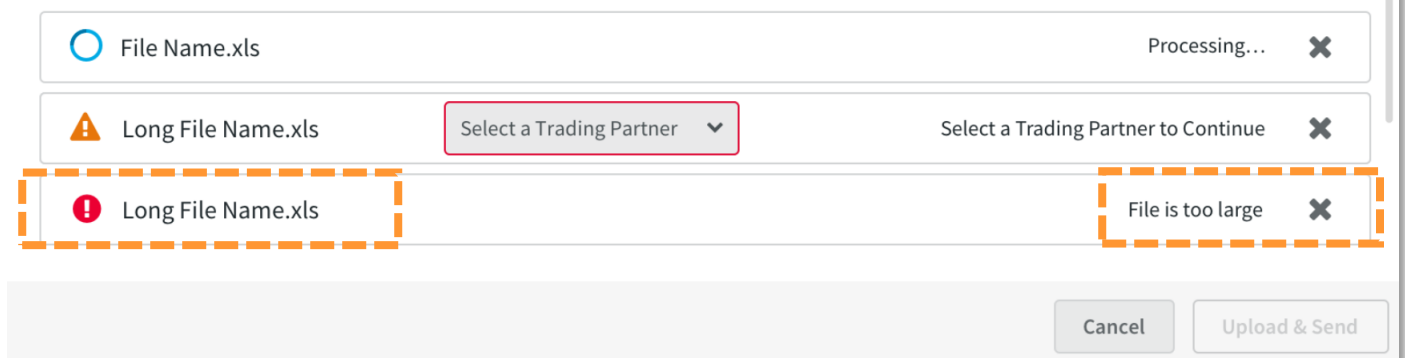 File Name.xls Processing...
Long File Name.xls Select a Trading Partner Select a Trading Partner to Continue
Long File Name.xls File is too large
Cancel Upload & Send